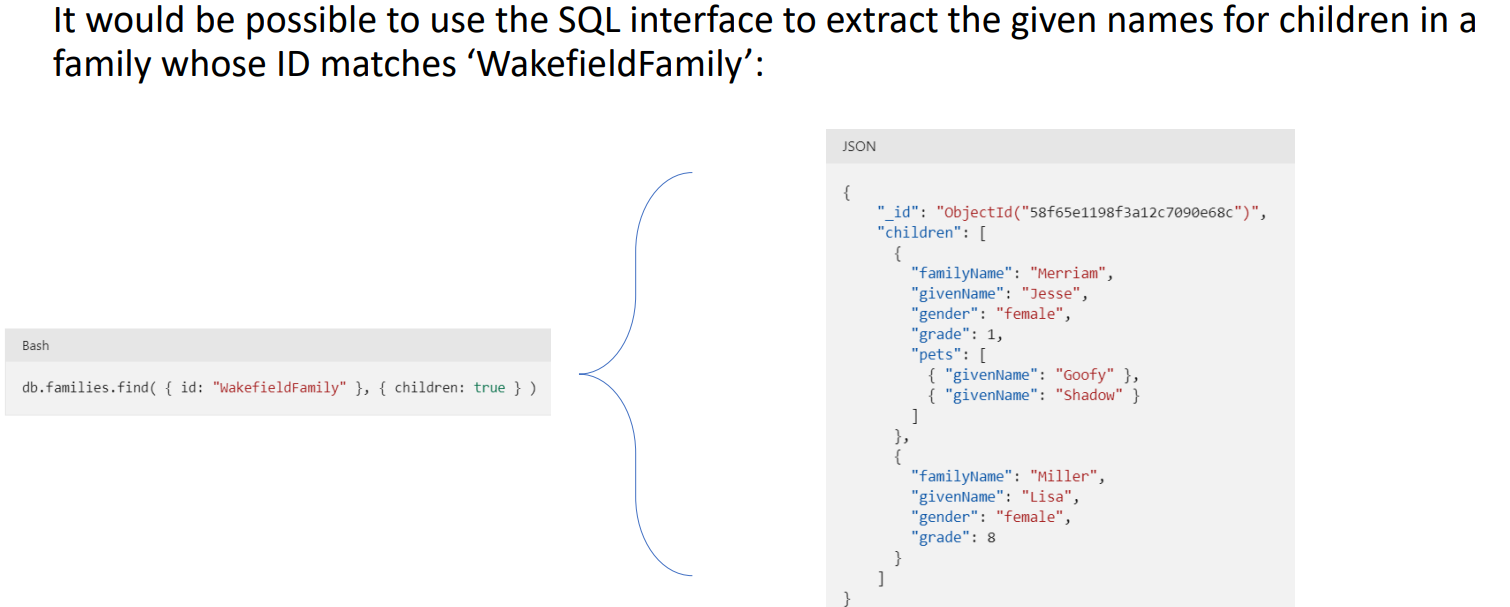 It would be possible to use the SQL interface to extract the given names for children in a
family whose ID matches ‘WakefieldFamily’:
Bash
db.families.find( { id: "WakefieldFamily" }, { children: true } )
JSON
{
"_id": "ObjectId("58f65e1198f3a12c7090e68c")",
"children": [
{
"familyName": "Merriam",
"givenName": "Jesse",
"gender": "female",
"grade": 1,
"pets": [
{ "givenName": "Goofy" },
{ "givenName": "Shadow" }
]
},
{
"familyName": "Miller",
"givenName": "Lisa",
"gender": "female",
"grade": 8
}
]
}